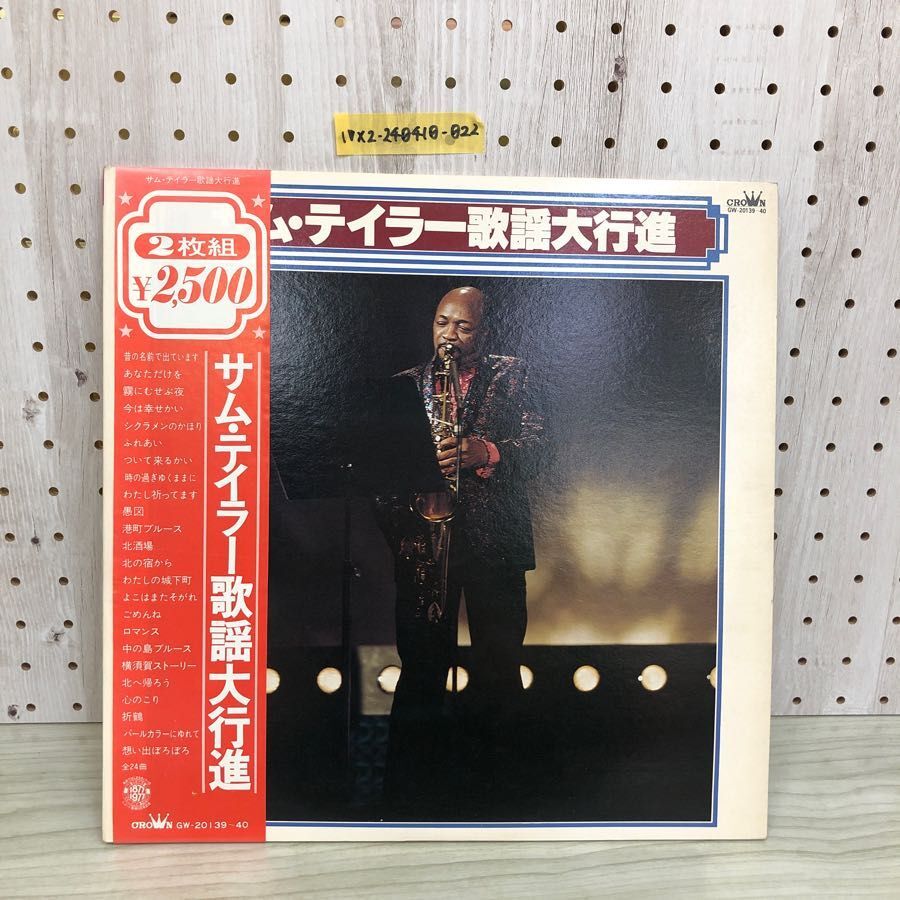 1VX2-240410-022
サム・テイラー歌謡大行進
2枚組
¥2,500
昔の名前で出ています
あなただけを
霧にむせぶ夜
今は幸せかい
シクラメンのかほり
ふれあい
ついて来るかい
時の過ぎゆくままに
わたし祈ってます
愚図
港町ブルース
北酒場
北の宿から
わたしの城下町
よこはまたそがれ
ごめんね
ロマンス
中の島ブルース
横須賀ストーリー
北へ帰ろう
心のこり
折鶴
パールカラーにゆれて
想い出ぼろぼろ
全24曲
1877
1977
CROWN GW-20139~40
サム・テイラー歌謡大行進
ム・テイラー歌謡大行進
CROWN
GW-20139~40